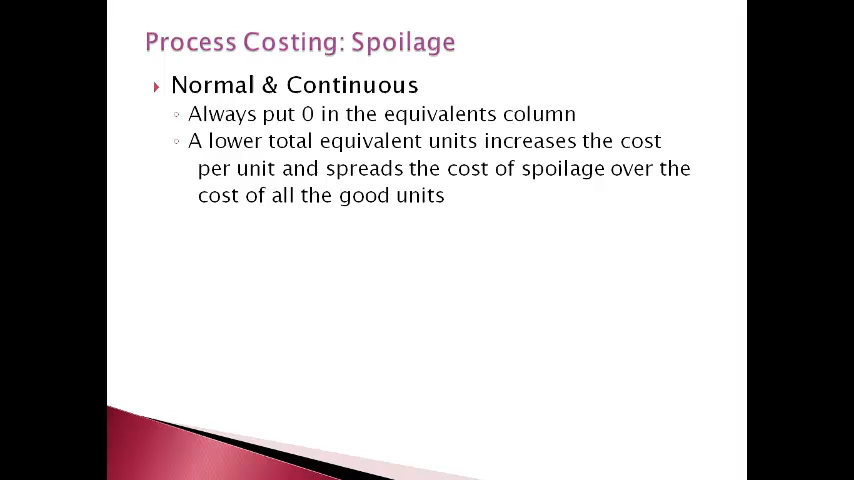 Process Costing: Spoilage
Normal & Continuous
Always put 0 in the equivalents column
A lower total equivalent units increases the cost
per unit and spreads the cost of spoilage over the
cost of all the good units